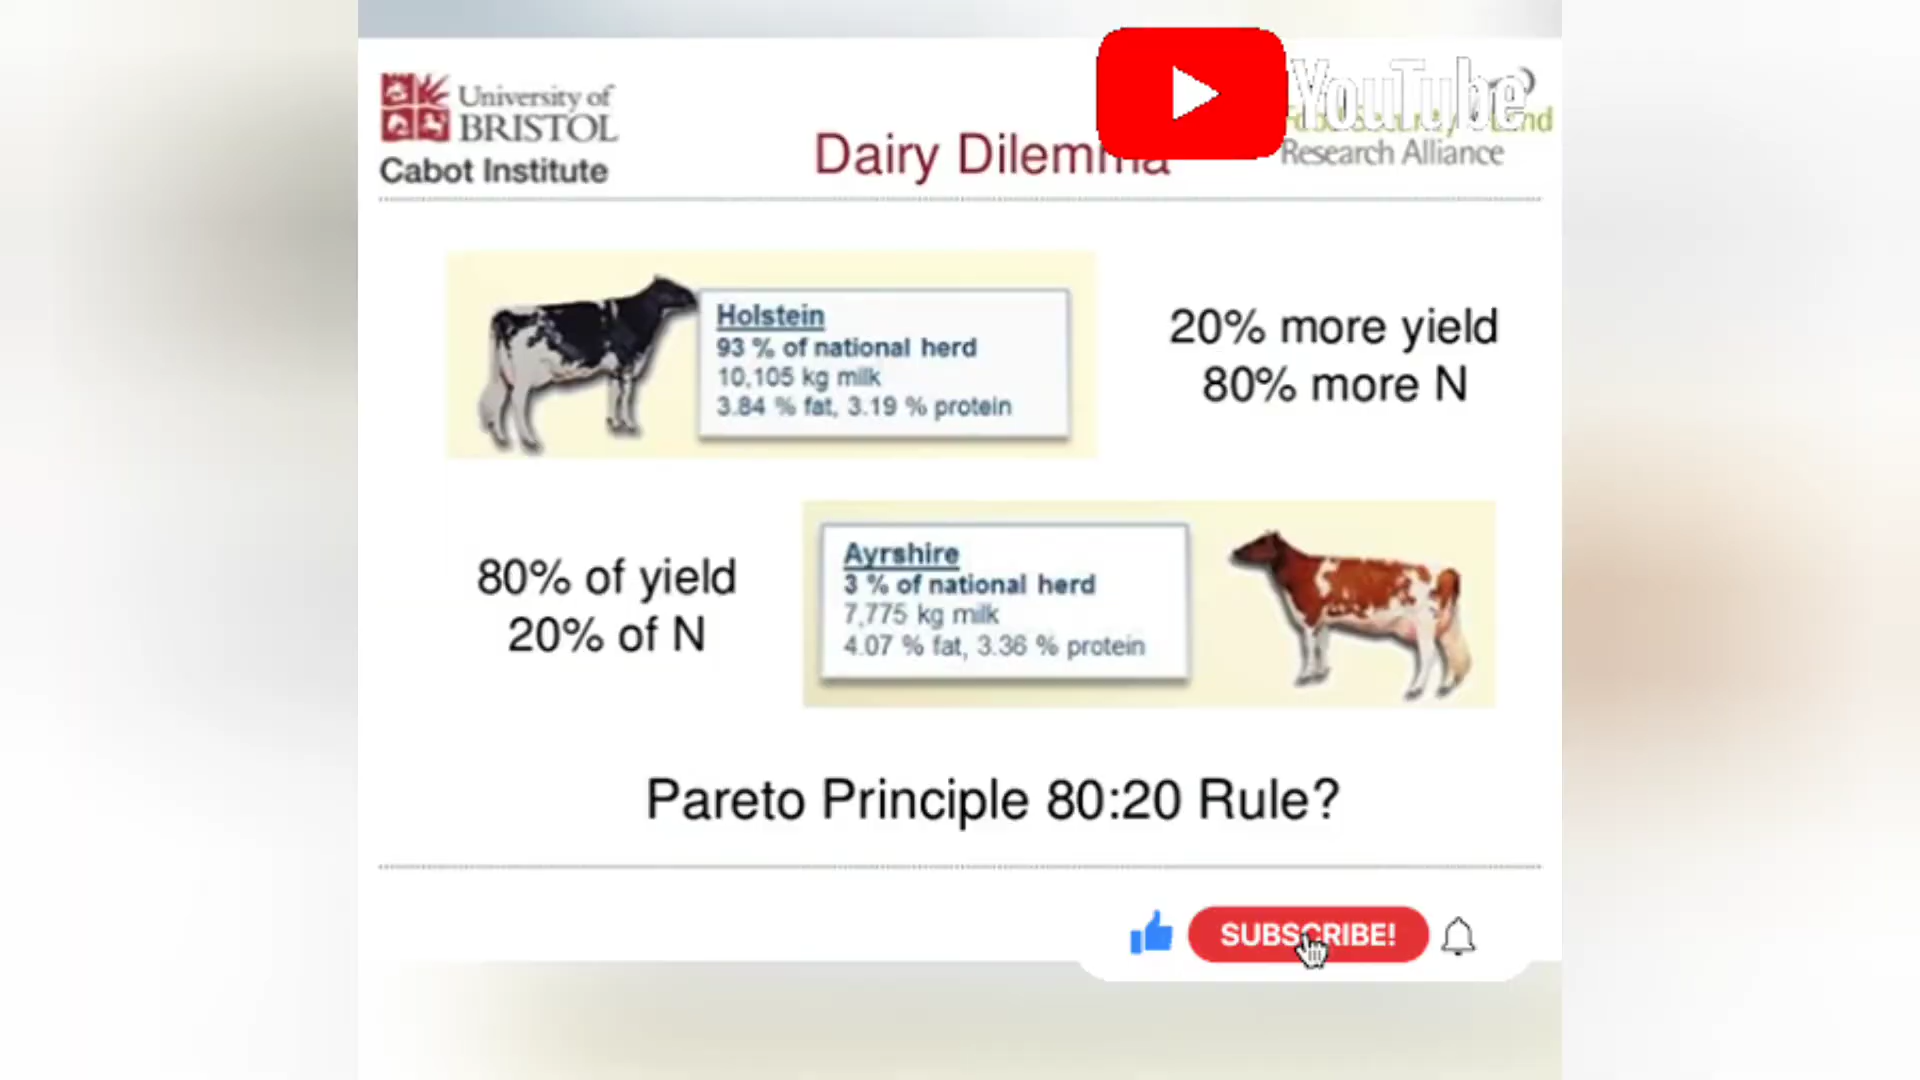 University of
BRISTOL
Cabot Institute
Dairy Dilemma
YouTube
Research Alliance
Holstein
93 % of national herd
10,105 kg milk
3.84 % fat, 3.19 % protein
20% more yield
80% more N
80% of yield
20% of N
Ayrshire
3 % of national herd
7,775 kg milk
4.07 % fat, 3.36 % protein
Pareto Principle 80:20 Rule?
SUBSCRIBE!